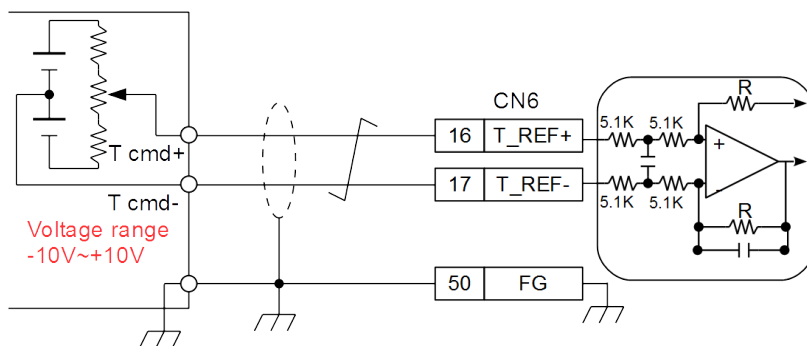 CN6
R
5.1K 5.1K
16 T_REF+
+
T cmd+
17 T_REF-
-
T cmd-
5.1K 5.1K
Voltage range
-10V~+10V
R
50 FG